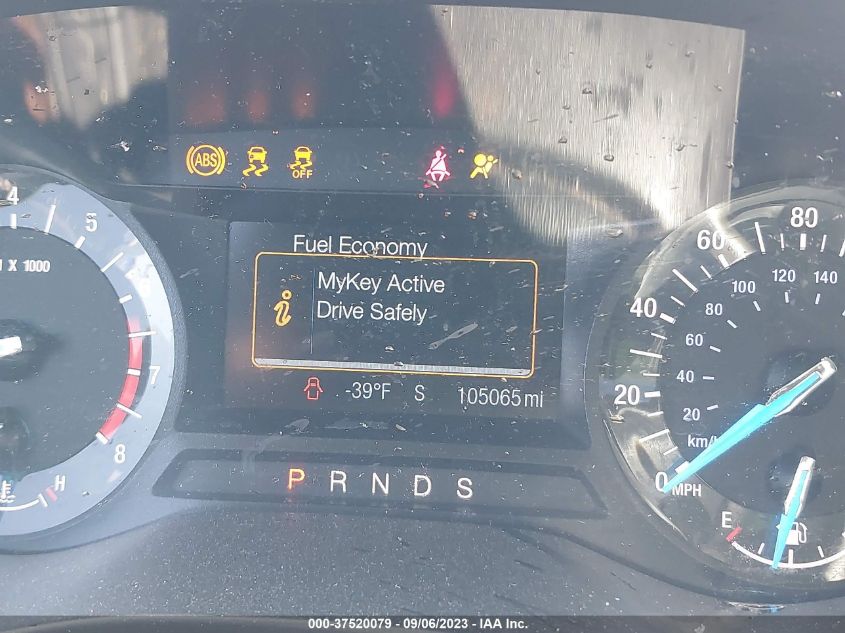 ABS
OFF
4
5
7
8
X 1000
H
Fuel Economy
MyKey Active
Drive Safely
-39°F S 105065 mi
P R N D S
0
20
40
60
80
20
40
60
80
100
120
140
km/
MPH
E
000-37520079 - 09/06/2023 - IAA Inc.